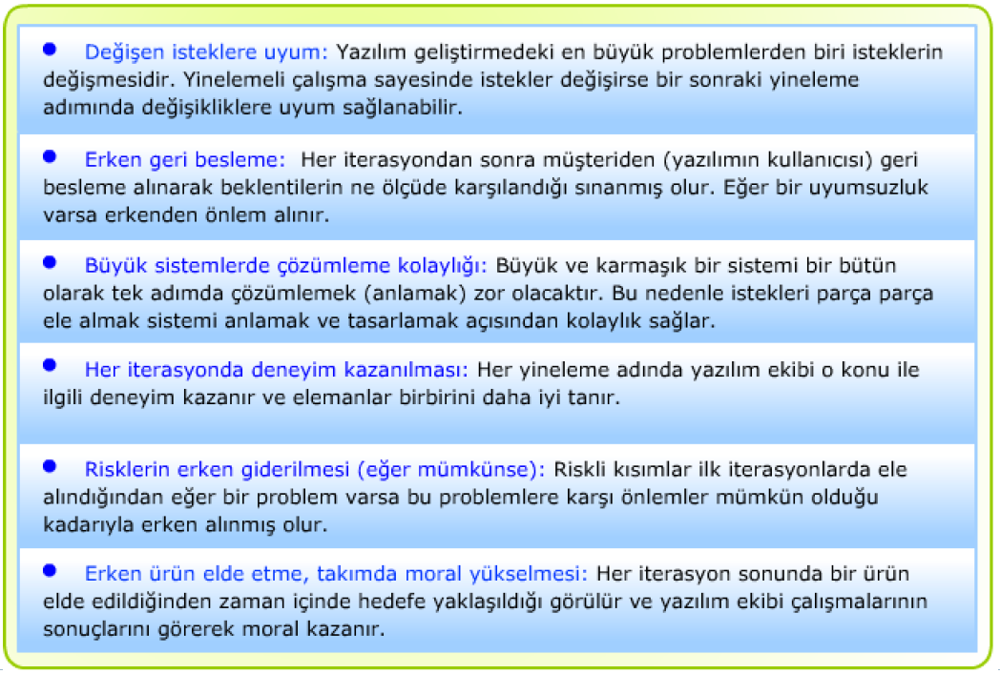 • Değişen isteklere uyum: Yazılım geliştirmedeki en büyük problemlerden biri isteklerin
değişmesidir. Yinelemeli çalışma sayesinde istekler değişirse bir sonraki yineleme
adımında değişikliklere uyum sağlanabilir.
• Erken geri besleme: Her iterasyondan sonra müşteriden (yazılımın kullanıcısı) geri
besleme alınarak beklentilerin ne ölçüde karşılandığı sınanmış olur. Eğer bir uyumsuzluk
varsa erkenden önlem alınır.
• Büyük sistemlerde çözümleme kolaylığı: Büyük ve karmaşık bir sistemi bir bütün
olarak tek adımda çözümlemek (anlamak) zor olacaktır. Bu nedenle istekleri parça parça
ele almak sistemi anlamak ve tasarlamak açısından kolaylık sağlar.
• Her iterasyonda deneyim kazanılması: Her yineleme adında yazılım ekibi o konu ile
ilgili deneyim kazanır ve elemanlar birbirini daha iyi tanır.
• Risklerin erken giderilmesi (eğer mümkünse): Riskli kısımlar ilk iterasyonlarda ele
alındığından eğer bir problem varsa bu problemlere karşı önlemler mümkün olduğu
kadarıyla erken alınmış olur.
• Erken ürün elde etme, takımda moral yükselmesi: Her iterasyon sonunda bir ürün
elde edildiğinden zaman içinde hedefe yaklaşıldığı görülür ve yazılım ekibi çalışmalarının
sonuçlarını görerek moral kazanır.